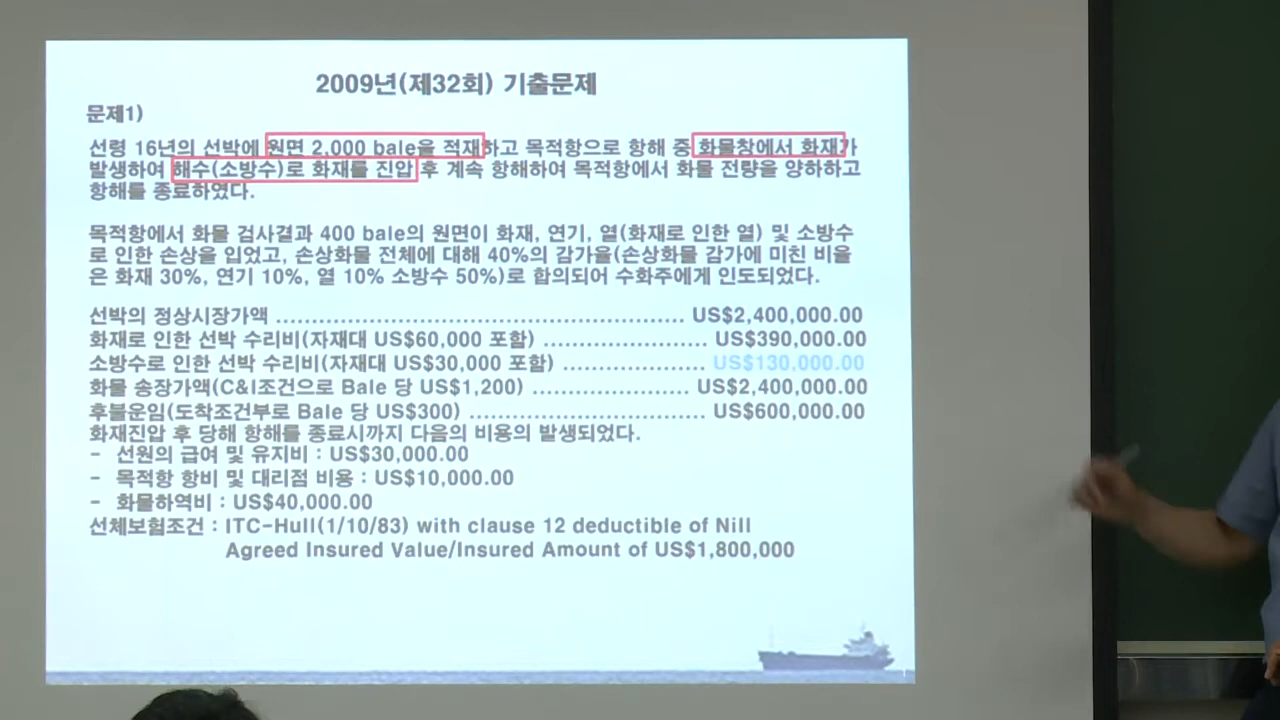 2009년(제32회) 기출문제
문제1)
선령 16년의 선박에 원면 2,000 bale을 적재하고 목적항으로 항해 중 화물창에서 화재가
발생하여 해수(소방수)로 화재를 진압 후 계속 항해하여 목적항에서 화물 전량을 양하하고
항해를 종료하였다.
목적항에서 화물 검사결과 400 bale의 원면이 화재, 연기, 열(화재로 인한 열) 및 소방수
로 인한 손상을 입었고, 손상화물 전체에 대해 40%의 감가율(손상화물 감가에 미친 비율
은 화재 30%, 연기 10%, 열 10% 소방수 50%)로 합의되어 수화주에게 인도되었다.
선박의 정상시장가액 ........................................................ US$2,400,000.00
화재로 인한 선박 수리비(자재대 US$60,000 포함) ...................... US$390,000.00
소방수로 인한 선박 수리비(자재대 US$30,000 포함) ................... US$130,000.00
화물 송장가액(C&I조건으로 Bale 당 US$1,200) ..................... US$2,400,000.00
후불운임(도착조건부로 Bale 당 US$300) ................................ US$600,000.00
화재진압 후 당해 항해를 종료시까지 다음의 비용의 발생되었다.
- 선원의 급여 및 유지비 : US$30,000.00
- 목적항 항비 및 대리점 비용 : US$10,000.00
- 화물하역비 : US$40,000.00
선체보험조건 : ITC-Hull(1/10/83) with clause 12 deductible of Nill
Agreed Insured Value/Insured Amount of US$1,800,000